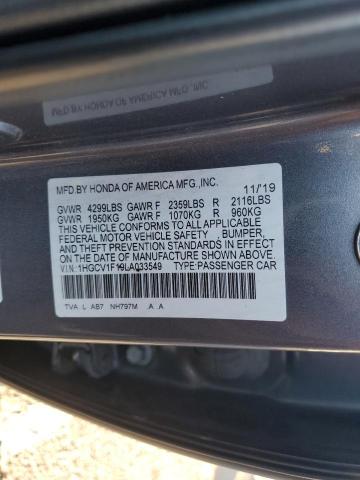 MFD.BY HONDA OF AMERICA MFG.,INC. 11/'19
GVWR 4299LBS GAWR F 2359LBS R 2116LBS
GVWR 1950KG GAWR F 1070KG R 960KG
THIS VEHICLE CONFORMS TO ALL APPLICABLE
FEDERAL MOTOR VEHICLE SAFETY, BUMPER,
AND THEFT PREVENTION STANDARDS IN EFFECT
ON THE DATE OF MANUFACTURE SHOWN ABOVE.
V.I.N:1HGCV1F19LA033549 TYPE:PASSENGER CAR
TVA L AB7 NH797M A A